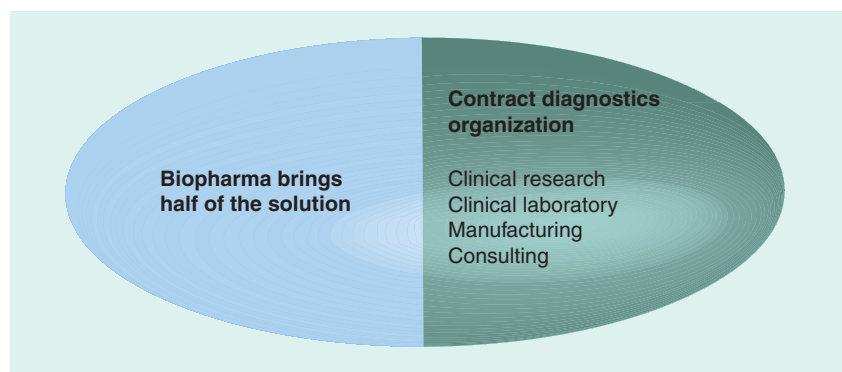 Biopharma brings
half of the solution
Contract diagnostics
organization
Clinical research
Clinical laboratory
Manufacturing
Consulting